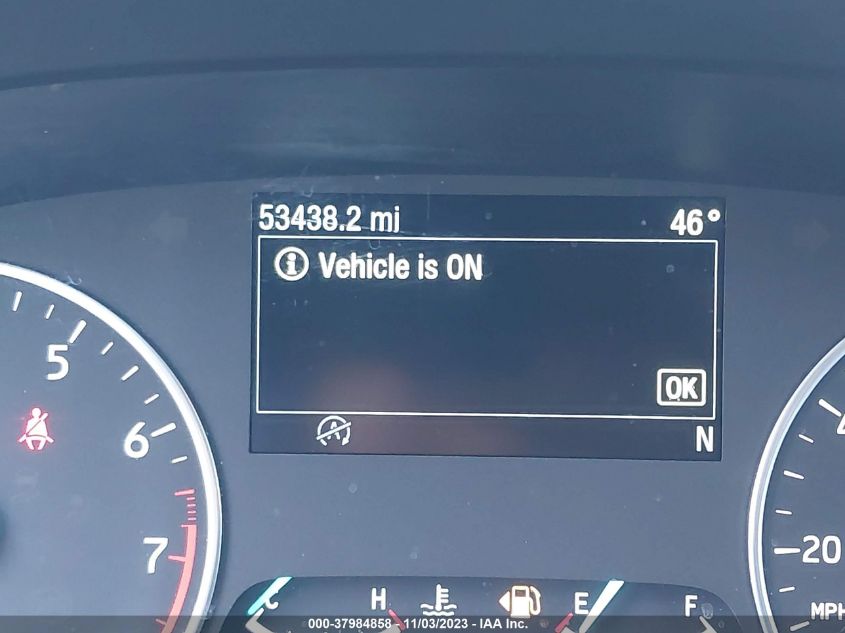 53438.2 mi 46°
Vehicle is ON
OK
N
5
6
7
20
MPH
C H E F
000-37984858 - 11/03/2023 - IAA Inc.